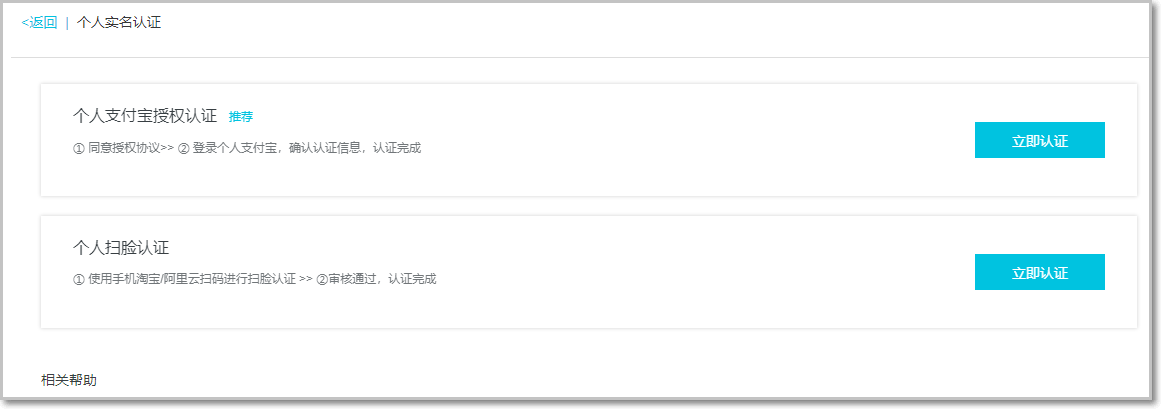 <返回 | 个人实名认证
个人支付宝授权认证 推荐
① 同意授权协议>> ② 登录个人支付宝，确认认证信息，认证完成
立即认证
个人扫脸认证
① 使用手机淘宝/阿里云扫码进行扫脸认证 >> ②审核通过，认证完成
立即认证
相关帮助